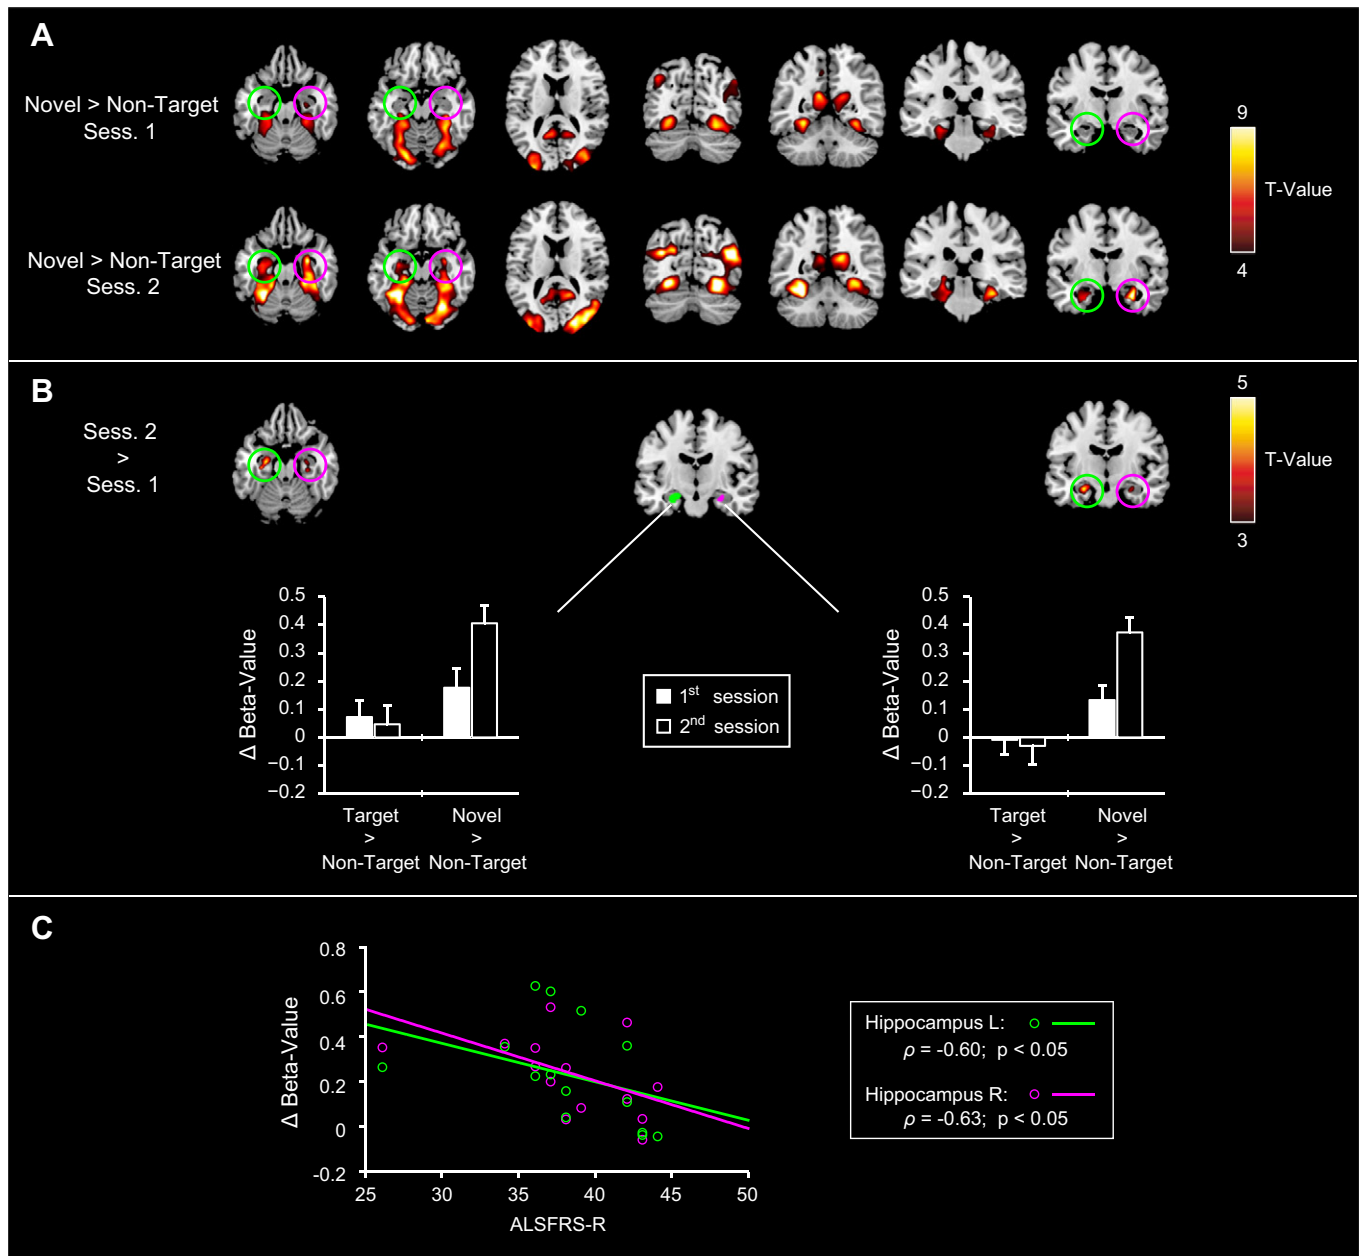 A
Novel > Non-Target
Sess. 1
9
T-Value
4
Novel > Non-Target
Sess. 2
B
Sess. 2
>
Sess. 1
5
T-Value
3
Δ Beta-Value
0.5
0.4
0.3
0.2
0.1
0
−0.1
−0.2
Target
>
Non-Target
Novel
>
Non-Target
1st session
2nd session
Δ Beta-Value
0.5
0.4
0.3
0.2
0.1
0
−0.1
−0.2
Target
>
Non-Target
Novel
>
Non-Target
C
Δ Beta-Value
0.8
0.6
0.4
0.2
0
-0.2
25 30 35 40 45 50
ALSFRS-R
Hippocampus L:
ρ = -0.60; p < 0.05
Hippocampus R:
ρ = -0.63; p < 0.05